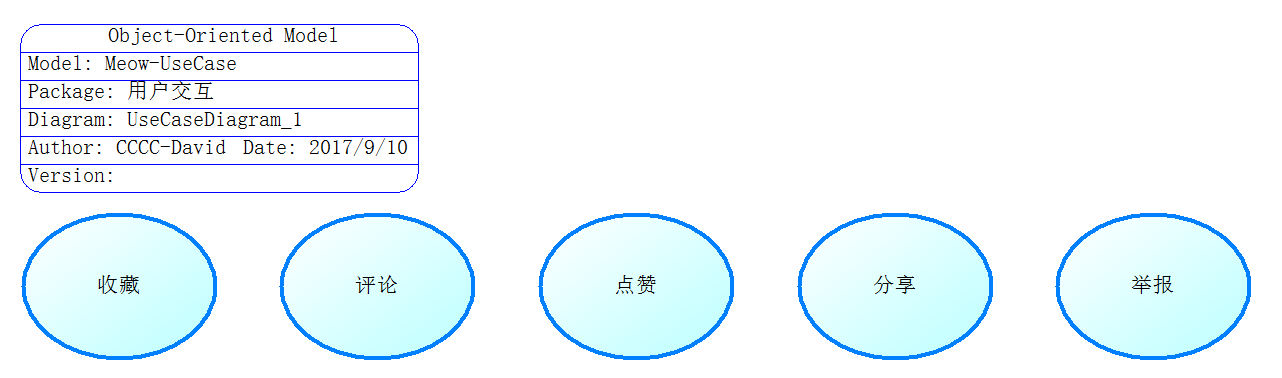 Object-Oriented Model
Model: Meow-UseCase
Package: 用户交互
Diagram: UseCaseDiagram_1
Author: CCCC-David Date: 2017/9/10
Version:
收藏 评论 点赞 分享 举报